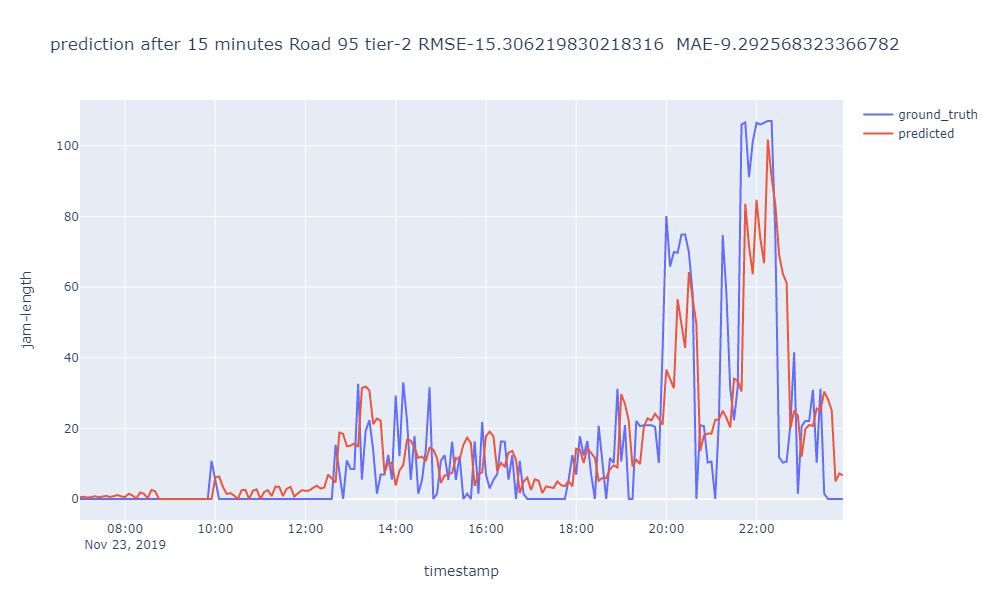 prediction after 15 minutes Road 95 tier-2 RMSE-15.306219830218316  MAE-9.292568323366782
ground_truth
predicted
jam-length
100
80
60
40
20
0
08:00 10:00 12:00 14:00 16:00 18:00 20:00 22:00
Nov 23, 2019
timestamp